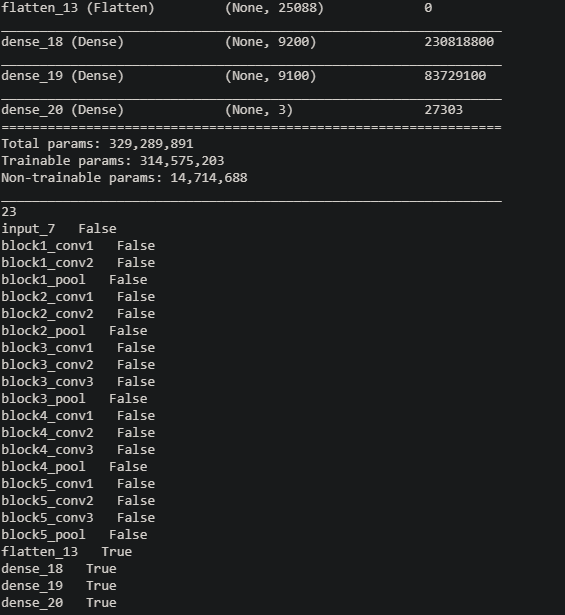 flatten_13 (Flatten) (None, 25088) 0
dense_18 (Dense) (None, 9200) 230818800
dense_19 (Dense) (None, 9100) 83729100
dense_20 (Dense) (None, 3) 27303
=================================================================
Total params: 329,289,891
Trainable params: 314,575,203
Non-trainable params: 14,714,688
23
input_7 False
block1_conv1 False
block1_conv2 False
block1_pool False
block2_conv1 False
block2_conv2 False
block2_pool False
block3_conv1 False
block3_conv2 False
block3_conv3 False
block3_pool False
block4_conv1 False
block4_conv2 False
block4_conv3 False
block4_pool False
block5_conv1 False
block5_conv2 False
block5_conv3 False
block5_pool False
flatten_13 True
dense_18 True
dense_19 True
dense_20 True